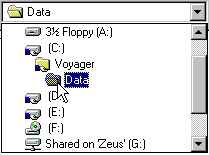 Data
3½ Floppy (A:)
(C:)
Voyager
Data
(D:
(E:)
(F:)
Shared on 'Zeus' (G:)